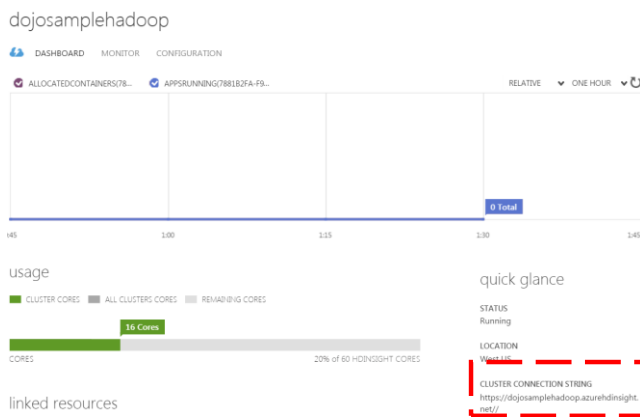 dojosamplehadoop
DASHBOARD MONITOR CONFIGURATION
ALLOCATEDCONTAINERS(78... APPSRUNNING(7881B2FA-F9... RELATIVE ONE HOUR
0 Total
1:00 1:15 1:30 1:45
usage
CLUSTER CORES ALL CLUSTERS CORES REMAINING CORES
16 Cores
CORES 20% of 60 HDINSIGHT CORES
linked resources
quick glance
STATUS
Running
LOCATION
West US
CLUSTER CONNECTION STRING
https://dojosamplehadoop.azurehdinsight.
net//